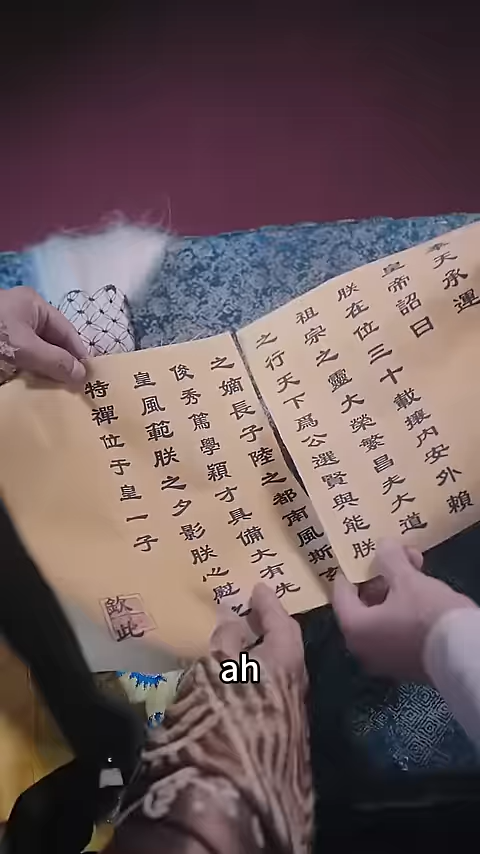 奉天承運
皇帝詔曰
朕在位三十載攘內安外賴
祖宗之靈大榮繁昌夫大道
之行天下爲公選賢與能朕
之嫡長子陸之都南風斯
俊秀篤學穎才具備大有先
皇風範朕之夕影朕心慰之
特禪位于皇一子
欽此
ah